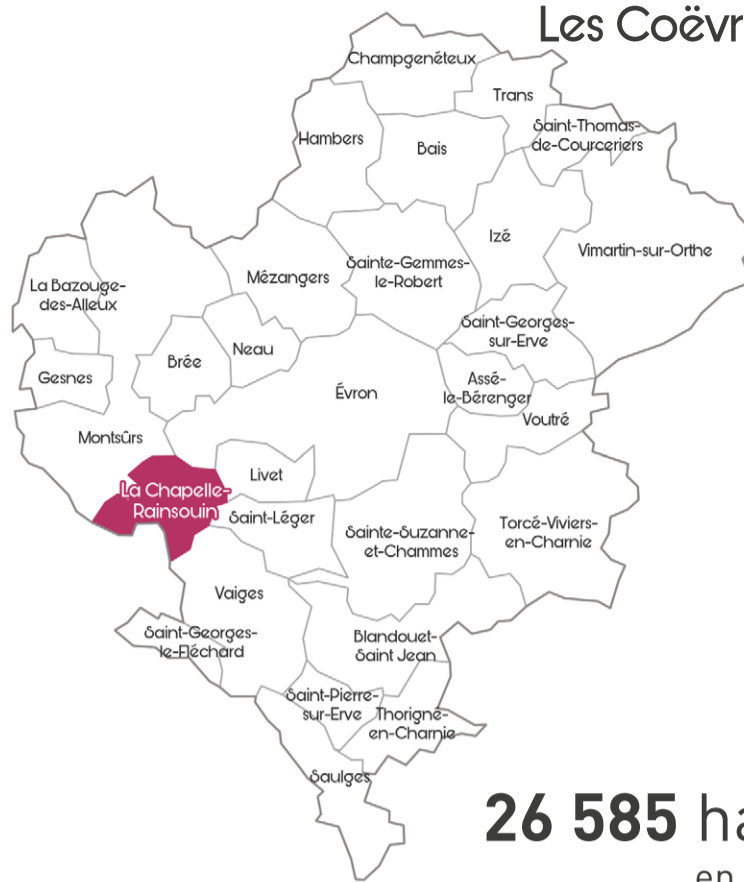 Les Coëvr
Champgenéteux
Trans
Saint-Thomas-
de-Courceriers
Hambers
Bais
Izé
Vimartin-sur-Orthe
Mézangers
Sainte-Gemmes-
le-Robert
La Bazouge-
des-Alleux
Saint-Georges-
sur-Erve
Neau
Brée
Gesnes
Assé-
le-Bérenger
Évron
Voutré
Montsûrs
Livet
La Chapelle-
Rainsouin
Saint-Léger
Sainte-Suzanne-
et-Chammes
Torcé-Viviers-
en-Charnie
Vaiges
Saint-Georges-
le-Fléchard
Blandouet-
Saint Jean
Saint-Pierre-
sur-Erve
Thorigné-
en-Charnie
Saulges
26 585 ha
en